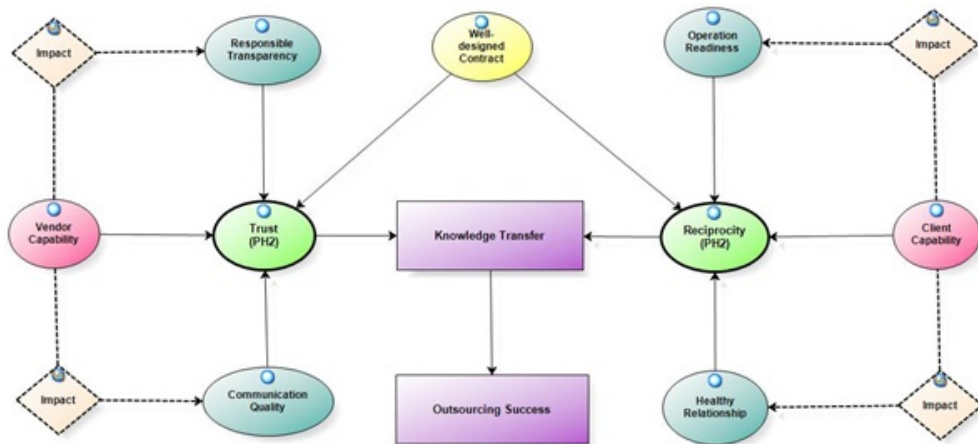 Impact
Responsible
Transparency
Well-
designed
Contract
Operation
Readiness
Impact
Vendor
Capability
Trust
(PH2)
Knowledge Transfer
Reciprocity
(PH2)
Client
Capability
Impact
Communication
Quality
Outsourcing Success
Healthy
Relationship
Impact